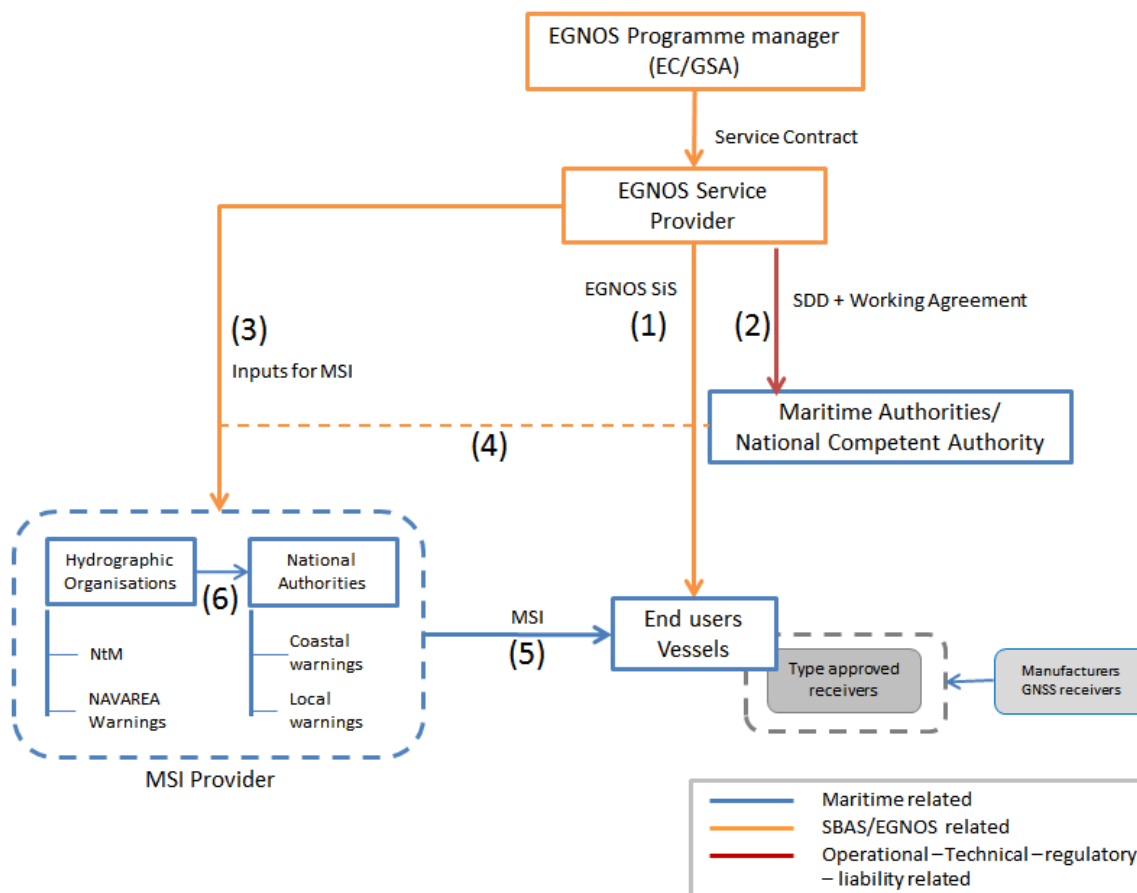 EGNOS Programme manager
(EC/GSA)
Service Contract
EGNOS Service
Provider
EGNOS SiS
(1)
(2)
SDD + Working Agreement
(3)
Inputs for MSI
Maritime Authorities/
National Competent Authority
(4)
Hydrographic
Organisations
National
Authorities
(6)
NtM
NAVAREA
Warnings
Coastal
warnings
Local
warnings
MSI Provider
MSI
(5)
End users
Vessels
Type approved
receivers
Manufacturers
GNSS receivers
Maritime related
SBAS/EGNOS related
Operational – Technical – regulatory
– liability related